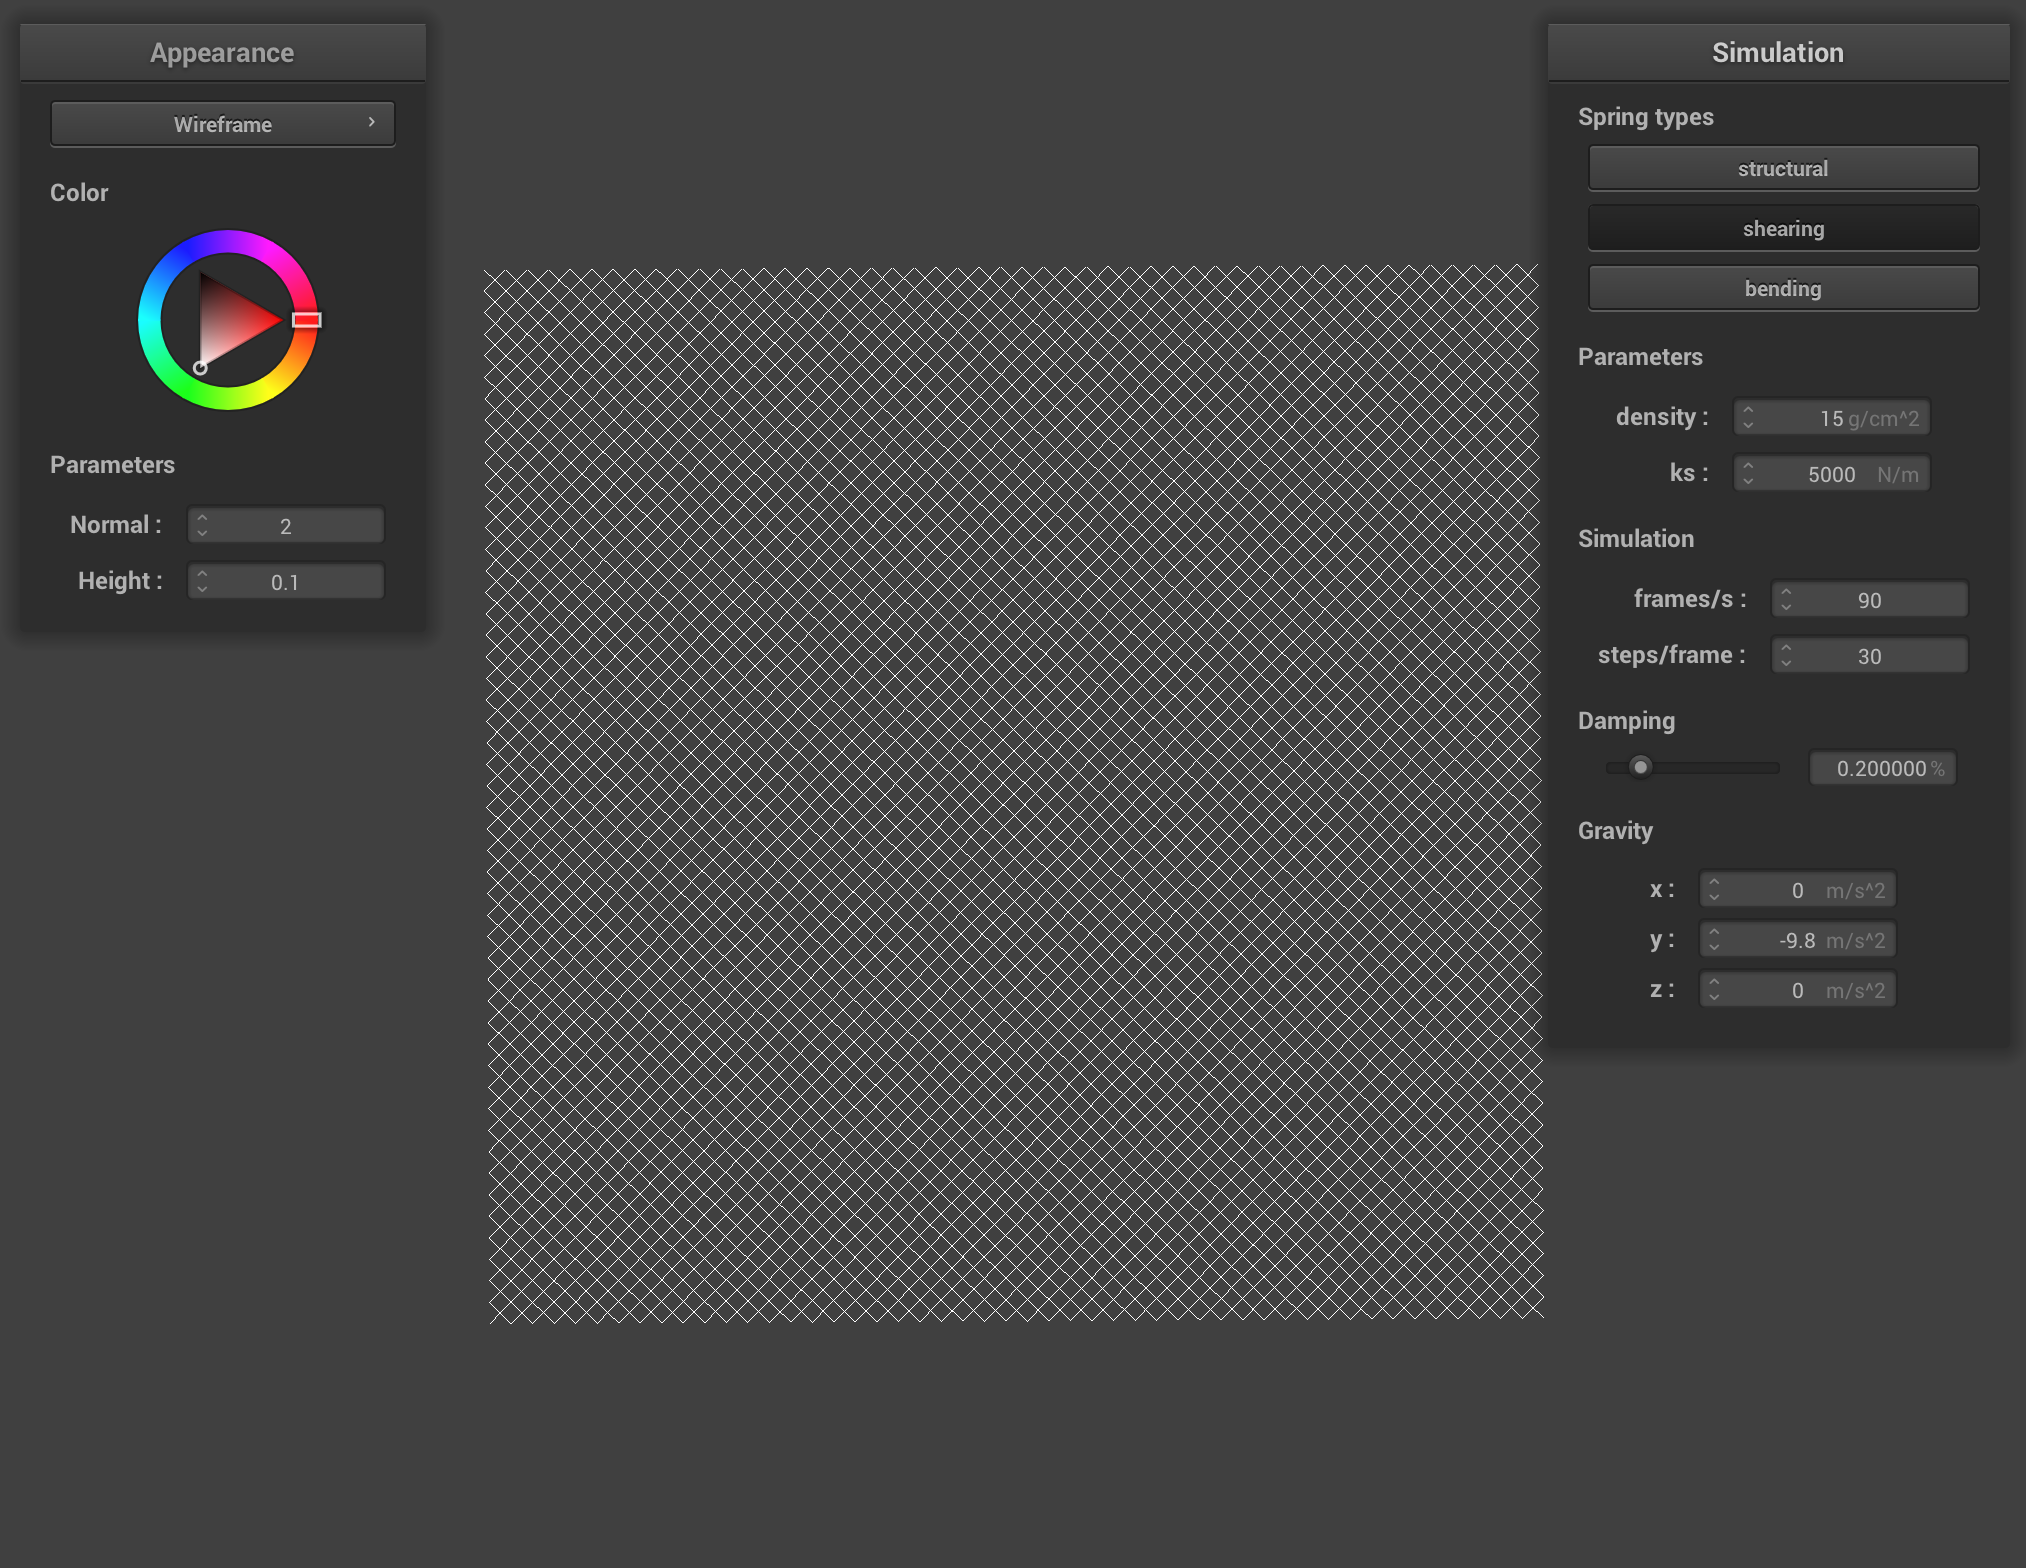 Appearance
Wireframe
Color
Parameters
Normal : 2
Height : 0.1
Simulation
Spring types
structural
shearing
bending
Parameters
density : 15 g/cm^2
ks : 5000 N/m
Simulation
frames/s : 90
steps/frame : 30
Damping
0.200000 %
Gravity
x : 0 m/s^2
y : -9.8 m/s^2
z : 0 m/s^2